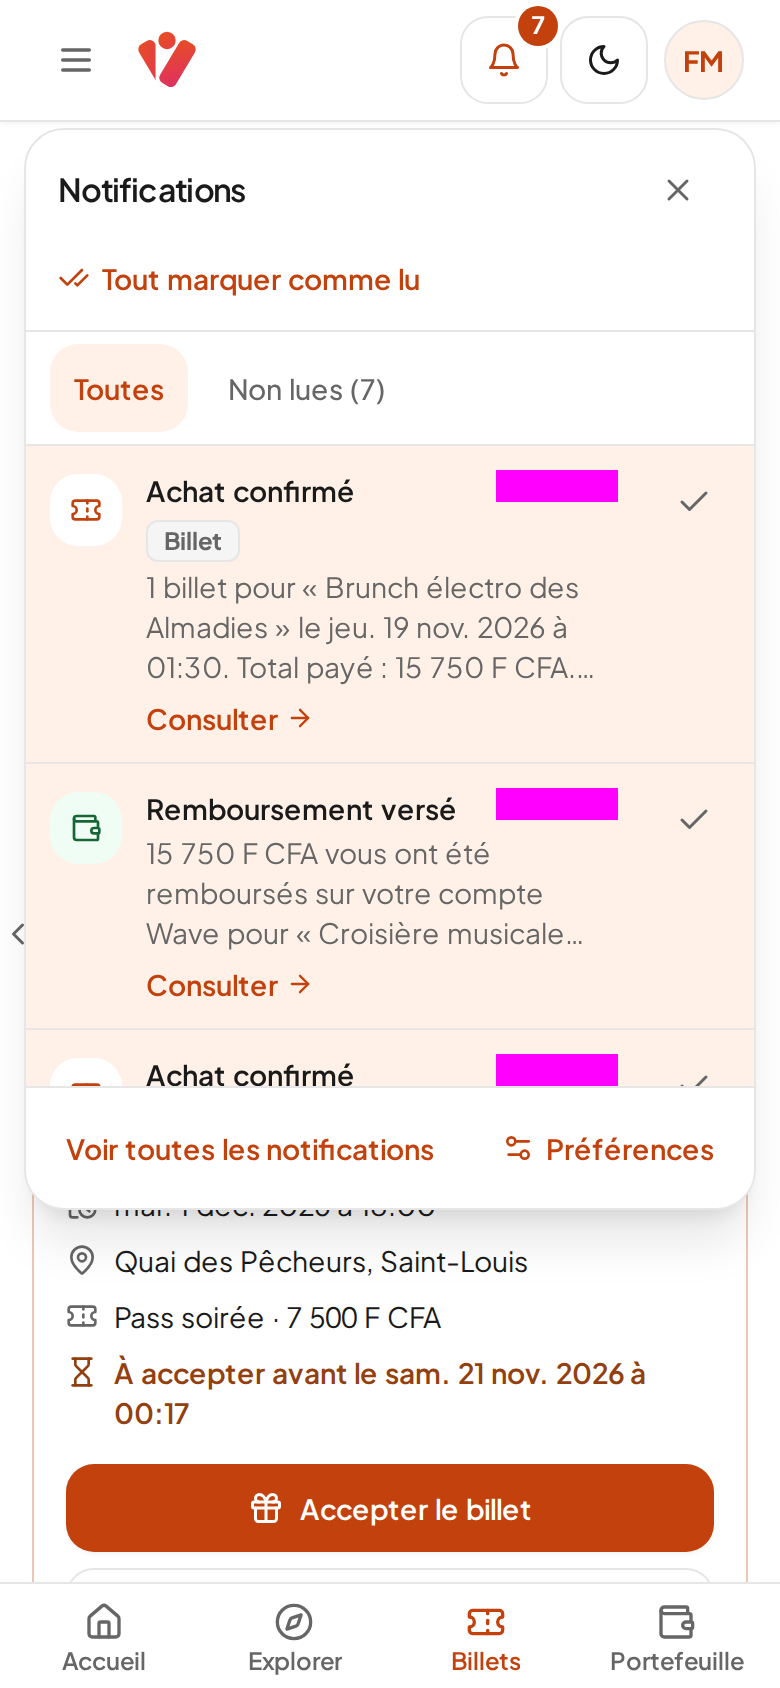 7
FM
Notifications
Tout marquer comme lu
Toutes
Non lues (7)
Achat confirmé
Billet
1 billet pour « Brunch électro des
Almadies » le jeu. 19 nov. 2026 à
01:30. Total payé : 15 750 F CFA.…
Consulter
Remboursement versé
15 750 F CFA vous ont été
remboursés sur votre compte
Wave pour « Croisière musicale…
Consulter
Achat confirmé
Voir toutes les notifications
Préférences
Quai des Pêcheurs, Saint-Louis
Pass soirée · 7 500 F CFA
À accepter avant le sam. 21 nov. 2026 à
00:17
Accepter le billet
Accueil
Explorer
Billets
Portefeuille